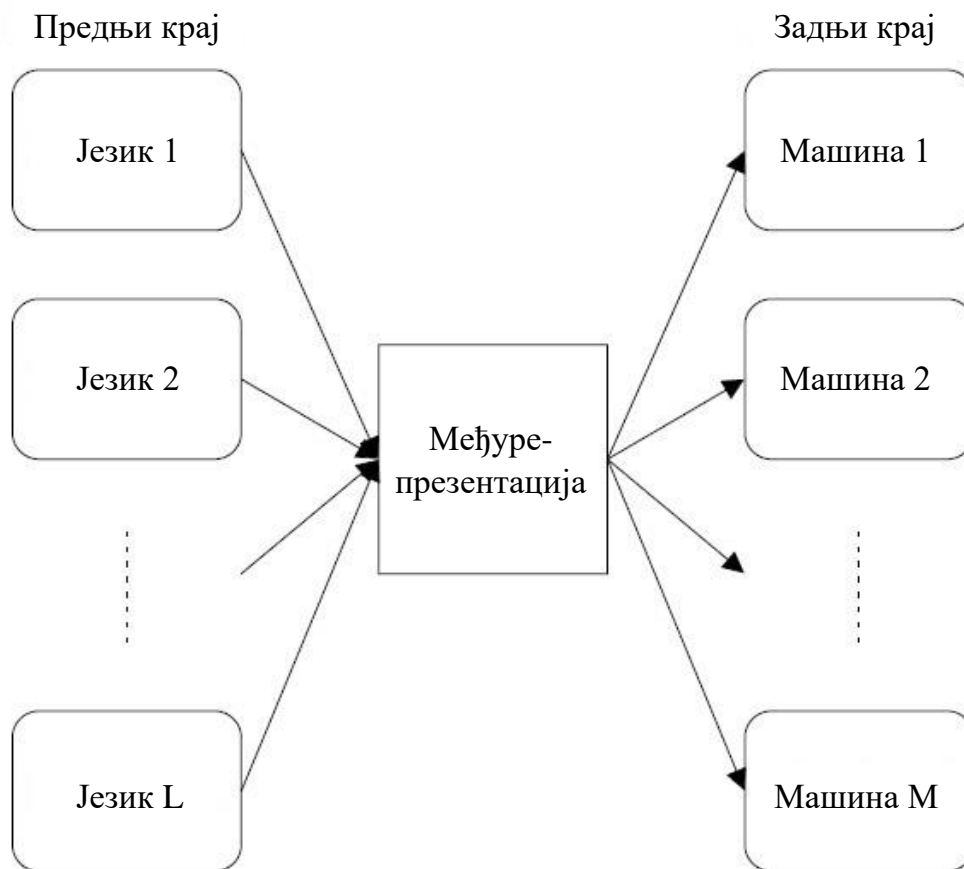 Предњи крај
Задњи крај
Језик 1
Машина 1
Језик 2
Машина 2
Међуре-
презентација
Језик L
Машина M